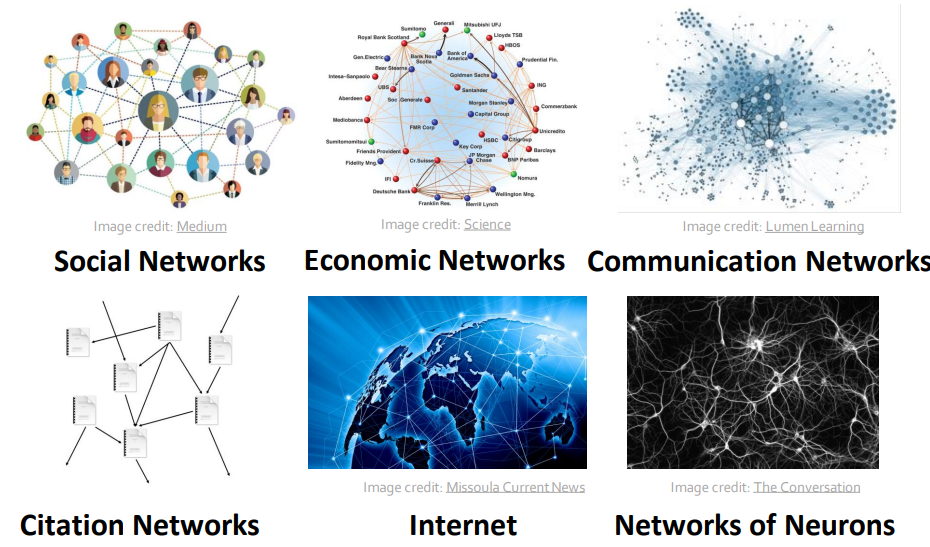 Generali
Mitsubishi UFJ
Sumitomo
Royal Bank Scotland
Lloyds TSB
HBOS
Gen.Electric
Bank Nova
Scotia
Bank of
America
Prudential Fin.
Bear Stearns
Goldman Sachs
Intesa-Sanpaolo
UBS
Santander
ING
Aberdeen
Soc Generale
Morgan Stanley
Commerzbank
Mediobanca
Capital Group
FMR Corp
Unicredito
HSBC
Citigroup
Sumitomomitsui
Key Corp
Barclays
Friends Provident
JP Morgan
Chase
BNP Paribas
Fidelity Mng.
Cr.Suisse
IFI
Nomura
Deutsche Bank
Wellington Mng.
Franklin Res.
Merrill Lynch
Image credit: Medium
Image credit: Science
Image credit: Lumen Learning
Social Networks
Economic Networks
Communication Networks
Image credit: Missoula Current News
Image credit: The Conversation
Citation Networks
Internet
Networks of Neurons